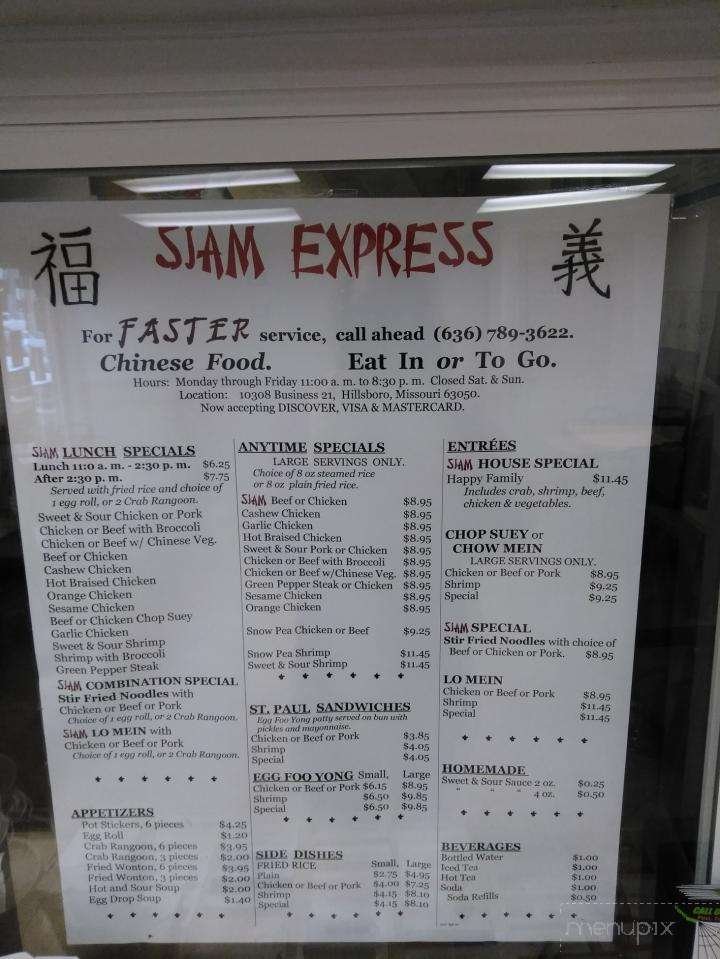 福 SIAM EXPRESS 義
For FASTER service, call ahead (636) 789-3622.
Chinese Food. Eat In or To Go.
Hours: Monday through Friday 11:00 a. m. to 8:30 p. m. Closed Sat. & Sun.
Location: 10308 Business 21, Hillsboro, Missouri 63050.
Now accepting DISCOVER, VISA & MASTERCARD.
SIAM LUNCH SPECIALS
Lunch 11:0 a. m. - 2:30 p. m. $6.25
After 2:30 p. m. $7.75
Served with fried rice and choice of
1 egg roll, or 2 Crab Rangoon.
Sweet & Sour Chicken or Pork
Chicken or Beef with Broccoli
Chicken or Beef w/ Chinese Veg.
Beef or Chicken
Cashew Chicken
Hot Braised Chicken
Orange Chicken
Sesame Chicken
Beef or Chicken Chop Suey
Garlic Chicken
Sweet & Sour Shrimp
Shrimp with Broccoli
Green Pepper Steak
SIAM COMBINATION SPECIAL
Stir Fried Noodles with
Chicken or Beef or Pork
Choice of 1 egg roll, or 2 Crab Rangoon.
SIAM LO MEIN with
Chicken or Beef or Pork
Choice of 1 egg roll, or 2 Crab Rangoon.
APPETIZERS
Pot Stickers, 6 pieces $4.25
Egg Roll $1.20
Crab Rangoon, 6 pieces $3.95
Crab Rangoon, 3 pieces $2.00
Fried Wonton, 6 pieces $3.95
Fried Wonton, 3 pieces $2.00
Hot and Sour Soup $2.00
Egg Drop Soup $1.40
ANYTIME SPECIALS
LARGE SERVINGS ONLY.
Choice of 8 oz steamed rice
or 8 oz plain fried rice.
SIAM Beef or Chicken $8.95
Cashew Chicken $8.95
Garlic Chicken $8.95
Hot Braised Chicken $8.95
Sweet & Sour Pork or Chicken $8.95
Chicken or Beef with Broccoli $8.95
Chicken or Beef w/Chinese Veg. $8.95
Green Pepper Steak or Chicken $8.95
Sesame Chicken $8.95
Orange Chicken $8.95
Snow Pea Chicken or Beef $9.25
Snow Pea Shrimp $11.45
Sweet & Sour Shrimp $11.45
ST. PAUL SANDWICHES
Egg Foo Yong patty served on bun with
pickles and mayonnaise.
Chicken or Beef or Pork $3.85
Shrimp $4.05
Special $4.05
EGG FOO YONG Small, Large
Chicken or Beef or Pork $6.15 $8.95
Shrimp $6.50 $9.85
Special $6.50 $9.85
SIDE DISHES
FRIED RICE Small, Large
Plain $2.75 $4.95
Chicken or Beef or Pork $4.00 $7.25
Shrimp $4.15 $8.10
Special $4.15 $8.10
ENTRÉES
SIAM HOUSE SPECIAL
Happy Family $11.45
Includes crab, shrimp, beef,
chicken & vegetables.
CHOP SUEY or
CHOW MEIN
LARGE SERVINGS ONLY.
Chicken or Beef or Pork $8.95
Shrimp $9.25
Special $9.25
SIAM SPECIAL
Stir Fried Noodles with choice of
Beef or Chicken or Pork. $8.95
LO MEIN
Chicken or Beef or Pork $8.95
Shrimp $11.45
Special $11.45
HOMEMADE
Sweet & Sour Sauce 2 oz. $0.25
" " " 4 oz. $0.50
BEVERAGES
Bottled Water $1.00
Iced Tea $1.00
Hot Tea $1.00
Soda $1.00
Soda Refills $0.50
menupix